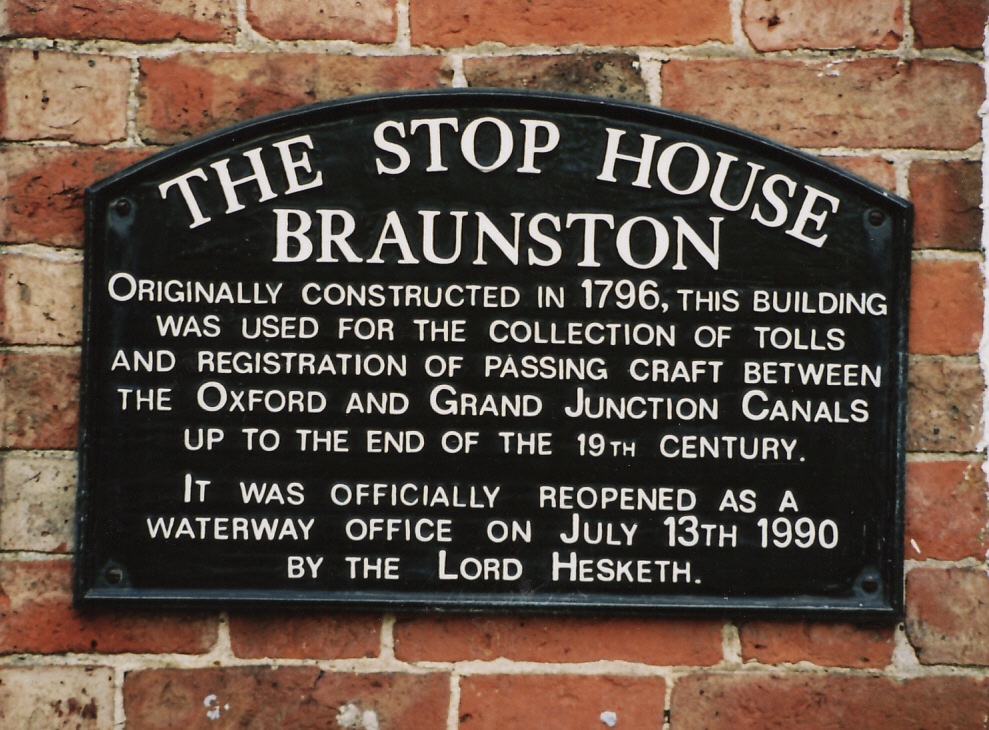 THE STOP HOUSE
BRAUNSTON
ORIGINALLY CONSTRUCTED IN 1796, THIS BUILDING
WAS USED FOR THE COLLECTION OF TOLLS
AND REGISTRATION OF PASSING CRAFT BETWEEN
THE OXFORD AND GRAND JUNCTION CANALS
UP TO THE END OF THE 19TH CENTURY.
IT WAS OFFICIALLY REOPENED AS A
WATERWAY OFFICE ON JULY 13TH 1990
BY THE LORD HESKETH.